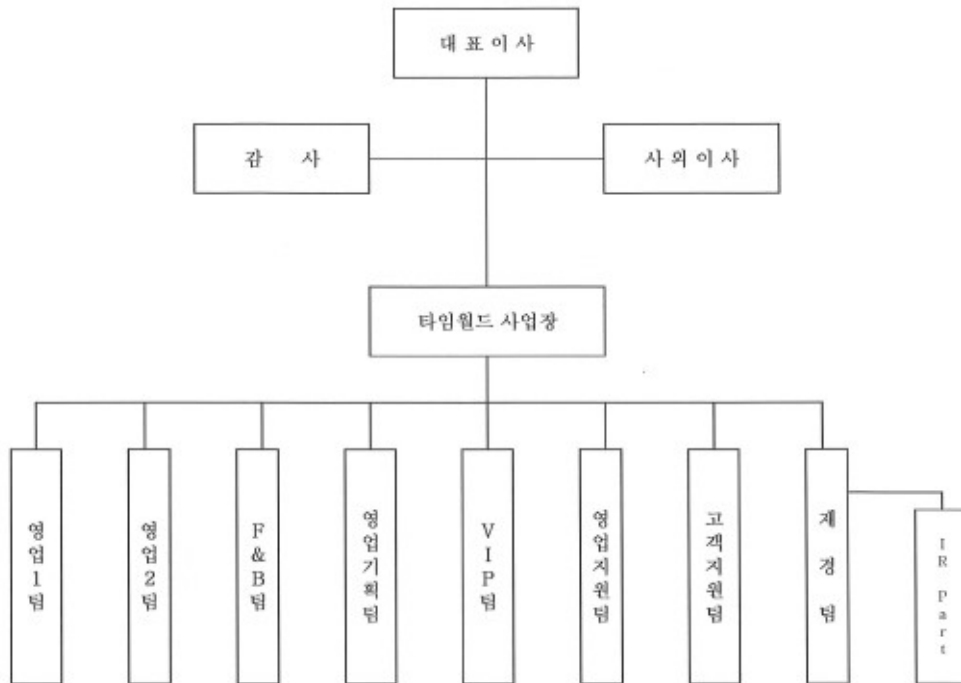 대 표 이 사
감 사
사 외 이 사
타임월드 사업장
영업1팀
영업2팀
F&B팀
영업기획팀
VIP팀
영업지원팀
고객지원팀
재 경 팀
IR Part